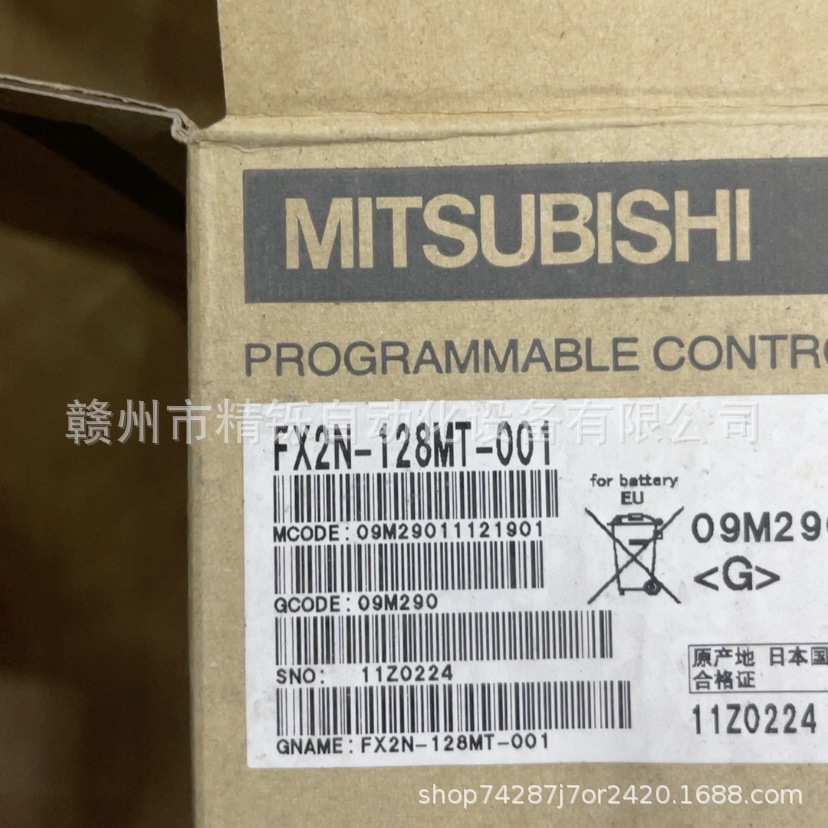 MITSUBISHI
PROGRAMMABLE CONTRO
赣州市精铄自动化设备有限公司
FX2N-128MT-001
MCODE: 09M29011121901
GCODE: 09M290
SNO: 11Z0224
GNAME: FX2N-128MT-001
for battery
EU
09M290
<G>
原产地 日本国
合格证
11Z0224
shop74287j7or2420.1688.com